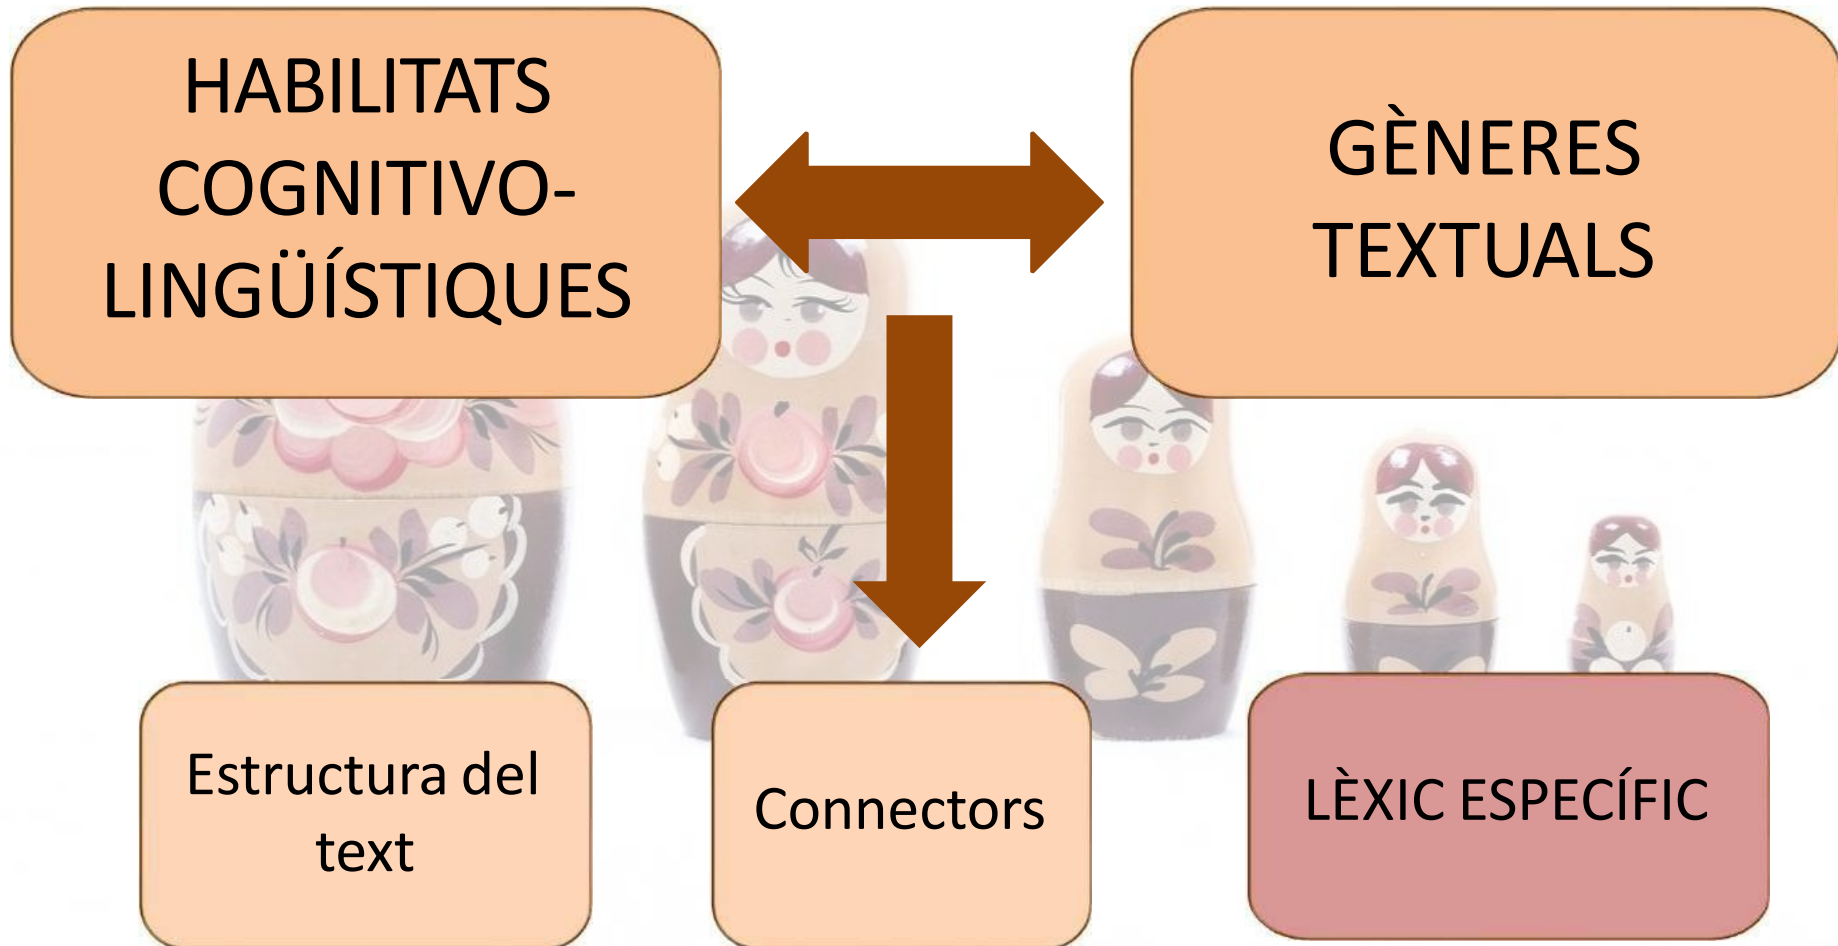 HABILITATS
COGNITIVO-
LINGÜÍSTIQUES
GÈNERES
TEXTUALS
Estructura del
text
Connectors
LÈXIC ESPECÍFIC